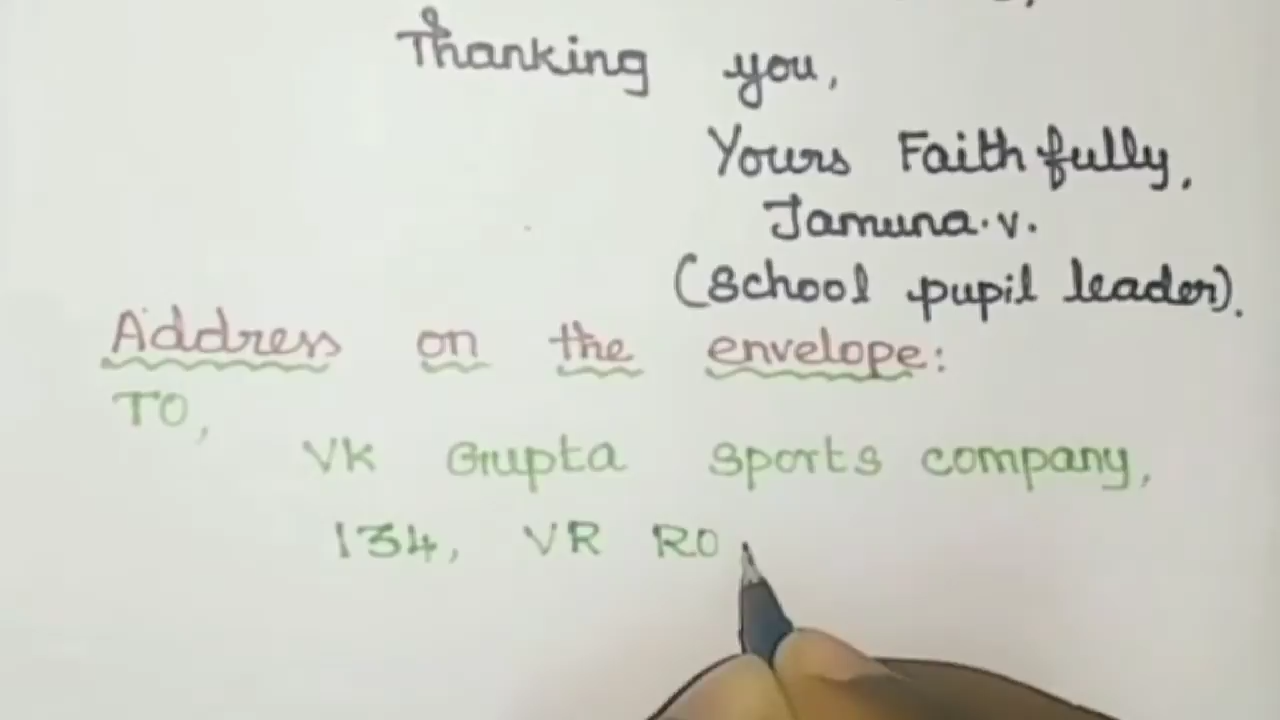 Thanking you,
Yours Faithfully,
Jamuna.v.
(School pupil leader).
Address on the envelope:
TO,
VK Gupta Sports company,
134, VR RO